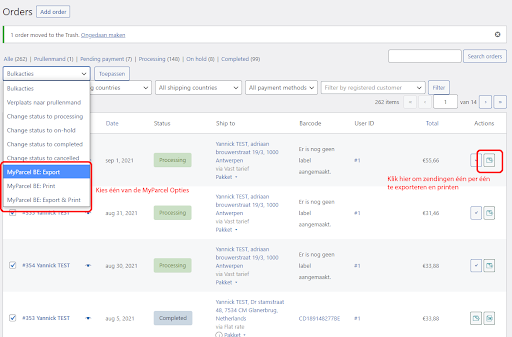 Orders Add order
1 order moved to the Trash. Ongedaan maken
Alle (262) | Prullenmand (1) | Pending payment (7) | Processing (148) | On hold (8) | Completed (99)
Search orders
Bulkacties Toepassen
countries All shipping countries All payment methods Filter by registered customer Filter
262 items « ‹ 1 van 14 › »
Bulkacties
Verplaats naar prullenmand
Change status to processing
Change status to on-hold
Change status to completed
Change status to cancelled
MyParcel BE: Export
MyParcel BE: Print
MyParcel BE: Export & Print
Kies één van de MyParcel Opties
Date Status Ship to Barcode User ID Total Actions
sep 1, 2021 Processing
Yannick TEST, adriaan
brouwerstraat 19/3, 1000
Antwerpen
via Vast tarief
Pakket
Er is nog geen
label
aangemaakt.
#1 €55,66
Klik hier om zendingen één per één
te exporteren en printen
#355 Yannick TEST aug 31, 2021 Processing
Yannick TEST, adriaan
brouwerstraat 19/3, 1000
Antwerpen
via Vast tarief
Pakket
Er is nog geen
label
aangemaakt.
#1 €31,46
#354 Yannick TEST aug 30, 2021 Processing
Yannick TEST, adriaan
brouwerstraat 19/3, 1000
Antwerpen
via Vast tarief
Pakket
Er is nog geen
label
aangemaakt.
#1 €33,88
#353 Yannick TEST aug 5, 2021 Completed
Yannick TEST, Dr stamstraat
48, 7534 CM Glanerbrug,
Netherlands
via Flat rate
Pakket
CD18914B277BE #1 €33,88